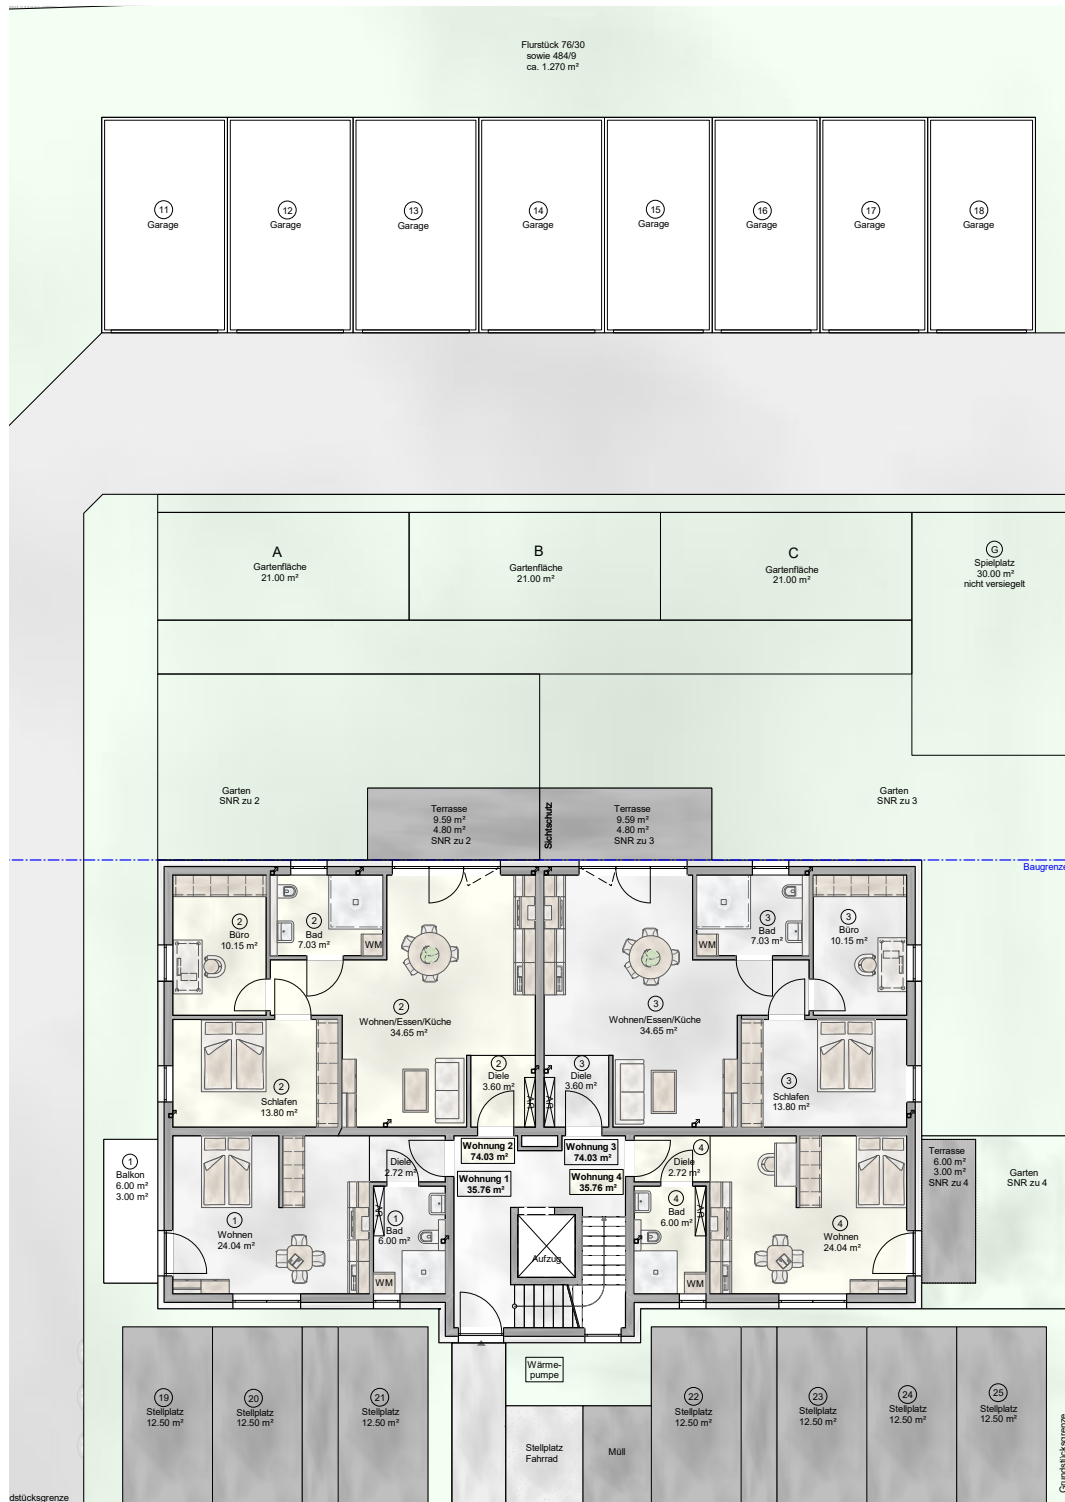 Flurstück 76/30
sowie 484/9
ca. 1.270 m²
11
Garage
12
Garage
13
Garage
14
Garage
15
Garage
16
Garage
17
Garage
18
Garage
A
Gartenfläche
21.00 m²
B
Gartenfläche
21.00 m²
C
Gartenfläche
21.00 m²
G
Spielplatz
30.00 m²
nicht versiegelt
Garten
SNR zu 2
Terrasse
9.59 m²
4.80 m²
SNR zu 2
Sichtschutz
Terrasse
9.59 m²
4.80 m²
SNR zu 3
Garten
SNR zu 3
Baugrenze
2
Büro
10.15 m²
2
Bad
7.03 m²
WM
2
Wohnen/Essen/Küche
34.65 m²
3
Wohnen/Essen/Küche
34.65 m²
WM
3
Bad
7.03 m²
3
Büro
10.15 m²
2
Schlafen
13.80 m²
2
Diele
3.60 m²
AR
3
Diele
3.60 m²
AR
3
Schlafen
13.80 m²
Wohnung 2
74.03 m²
Wohnung 3
74.03 m²
Wohnung 1
35.76 m²
Wohnung 4
35.76 m²
1
Balkon
6.00 m²
3.00 m²
Diele
2.72 m²
4
Diele
2.72 m²
Terrasse
6.00 m²
3.00 m²
SNR zu 4
Garten
SNR zu 4
1
Wohnen
24.04 m²
AR
1
Bad
6.00 m²
WM
Aufzug
4
Bad
6.00 m²
AR
WM
4
Wohnen
24.04 m²
Wärme-
pumpe
19
Stellplatz
12.50 m²
20
Stellplatz
12.50 m²
21
Stellplatz
12.50 m²
Stellplatz
Fahrrad
Müll
22
Stellplatz
12.50 m²
23
Stellplatz
12.50 m²
24
Stellplatz
12.50 m²
25
Stellplatz
12.50 m²
Grundstücksgrenze
dstücksgrenze